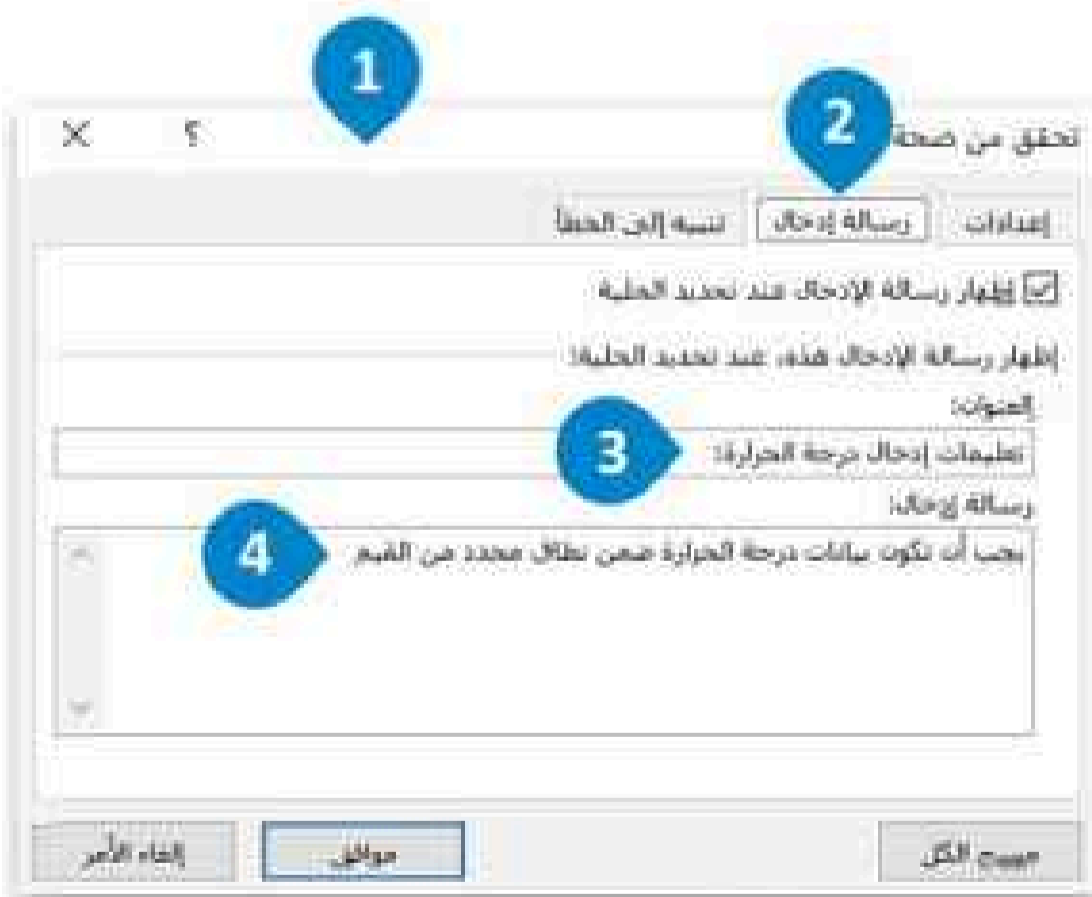 1
2
تحقق من صحة
؟
إعدادات
رسالة إدخال
تنبيه إلى الخطأ
إظهار رسالة الإدخال عند تحديد الخلية
إظهار رسالة الإدخال هذه، عند تحديد الخلية:
العنوان:
3
تعليمات إدخال درجة الحرارة:
رسالة إدخال:
4
يجب أن تكون بيانات درجة الحرارة ضمن نطاق محدد من القيم
مسح الكل
موافق
إلغاء الأمر